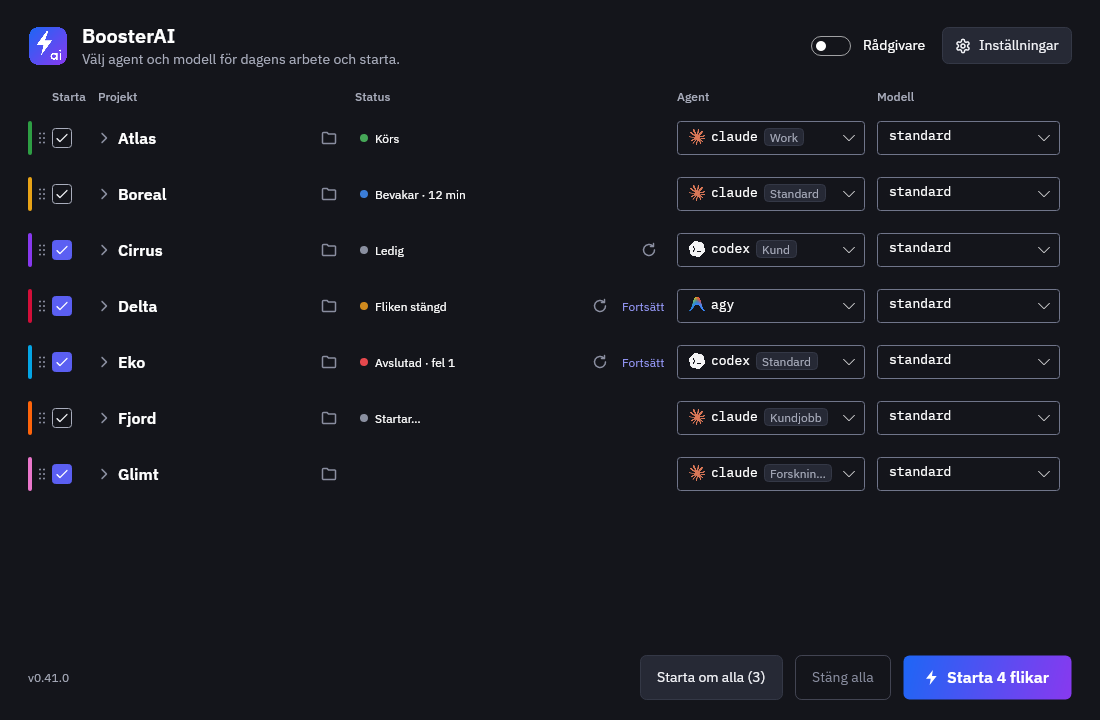 ai
BoosterAI
Välj agent och modell för dagens arbete och starta.
Rådgivare
Inställningar
Starta Projekt Status Agent Modell
Atlas Körs claude Work standard
Boreal Bevakar · 12 min claude Standard standard
Cirrus Ledig codex Kund standard
Delta Fliken stängd Fortsätt agy standard
Eko Avslutad · fel 1 Fortsätt codex Standard standard
Fjord Startar… claude Kundjobb standard
Glimt claude Forsknin… standard
v0.41.0 Starta om alla (3) Stäng alla Starta 4 flikar